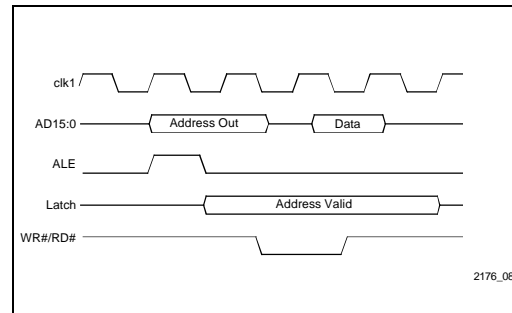 clk1
AD15:0
Address Out
Data
ALE
Latch
Address Valid
WR#/RD#
2176_08